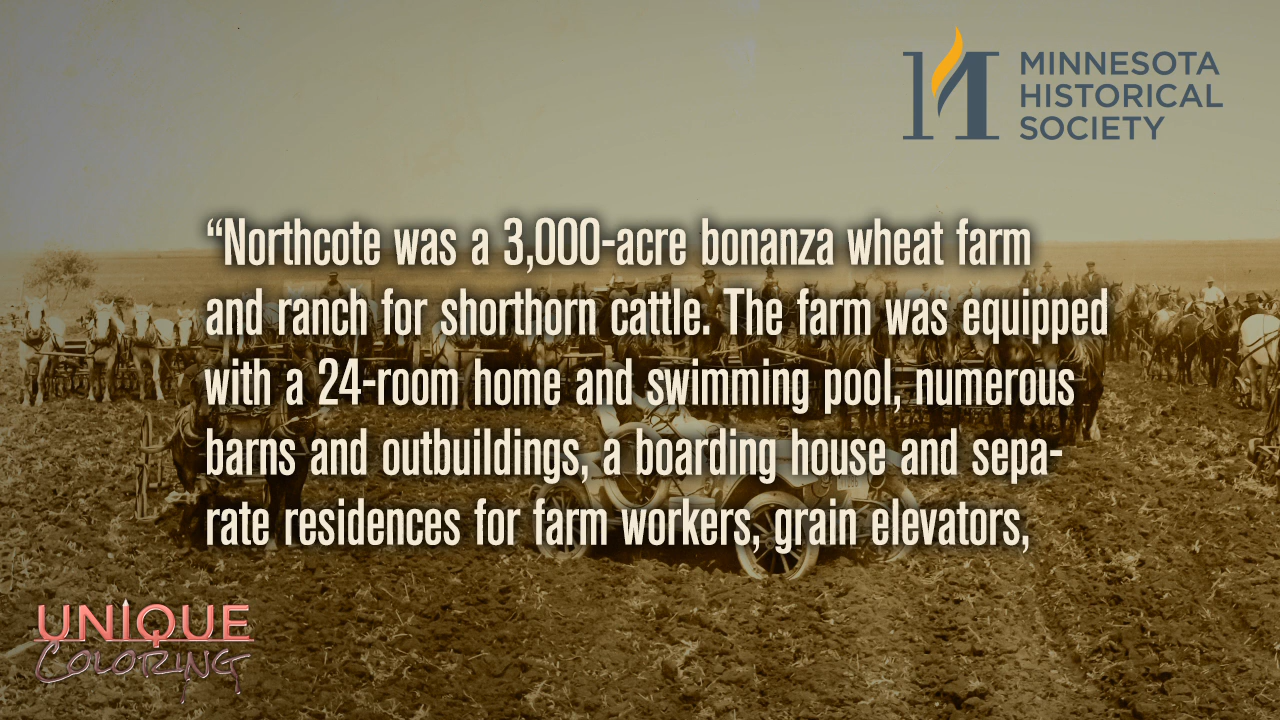 MINNESOTA
HISTORICAL
SOCIETY
“Northcote was a 3,000-acre bonanza wheat farm
and ranch for shorthorn cattle. The farm was equipped
with a 24-room home and swimming pool, numerous
barns and outbuildings, a boarding house and sepa-
rate residences for farm workers, grain elevators,
UNIQUE
COLORING